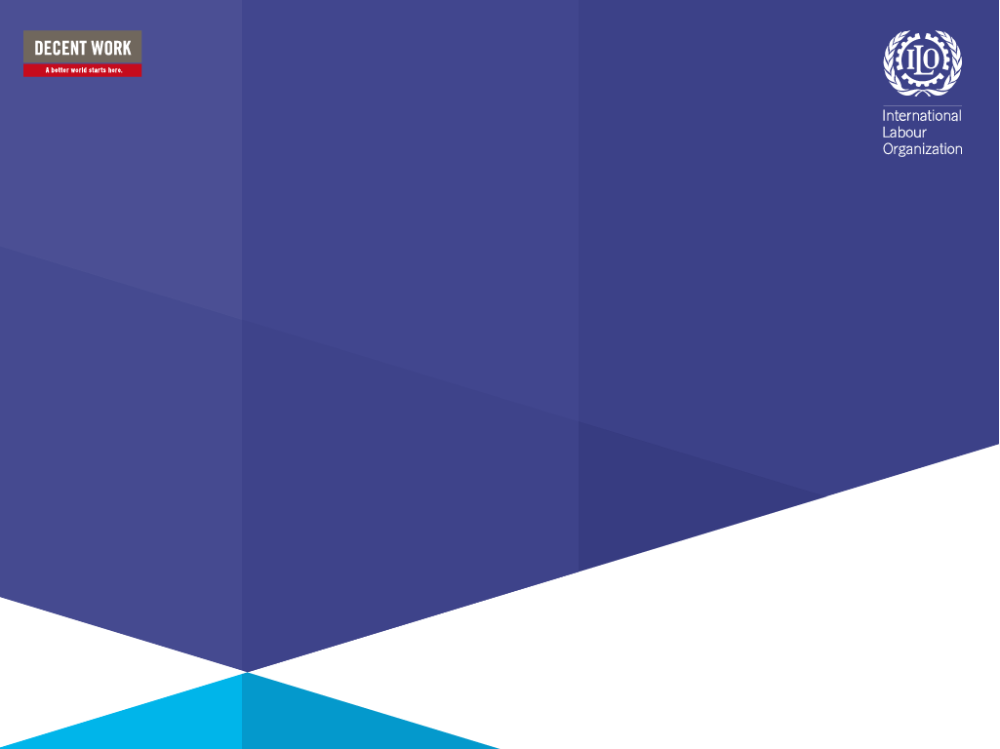 DECENT WORK
A better world starts here.
ILO
International
Labour
Organization